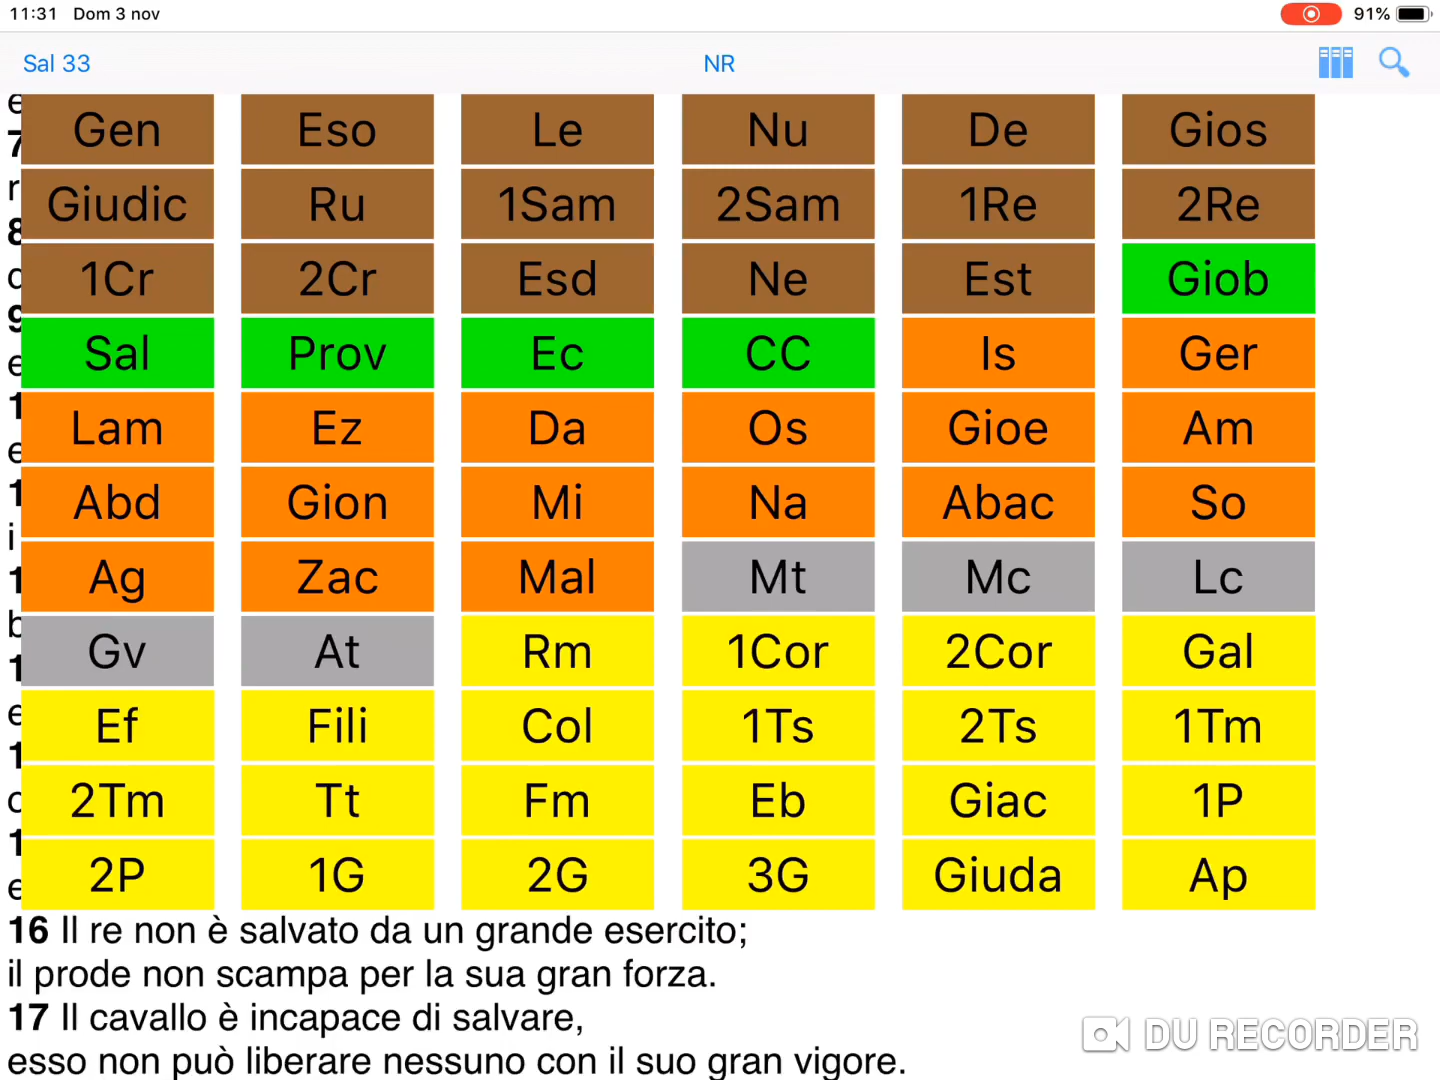 11:31 Dom 3 nov 91%
Sal 33 NR
Gen Eso Le Nu De Gios
Giudic Ru 1Sam 2Sam 1Re 2Re
1Cr 2Cr Esd Ne Est Giob
Sal Prov Ec CC Is Ger
Lam Ez Da Os Gioe Am
Abd Gion Mi Na Abac So
Ag Zac Mal Mt Mc Lc
Gv At Rm 1Cor 2Cor Gal
Ef Fili Col 1Ts 2Ts 1Tm
2Tm Tt Fm Eb Giac 1P
2P 1G 2G 3G Giuda Ap
16 Il re non è salvato da un grande esercito;
il prode non scampa per la sua gran forza.
17 Il cavallo è incapace di salvare,
esso non può liberare nessuno con il suo gran vigore.
DU RECORDER